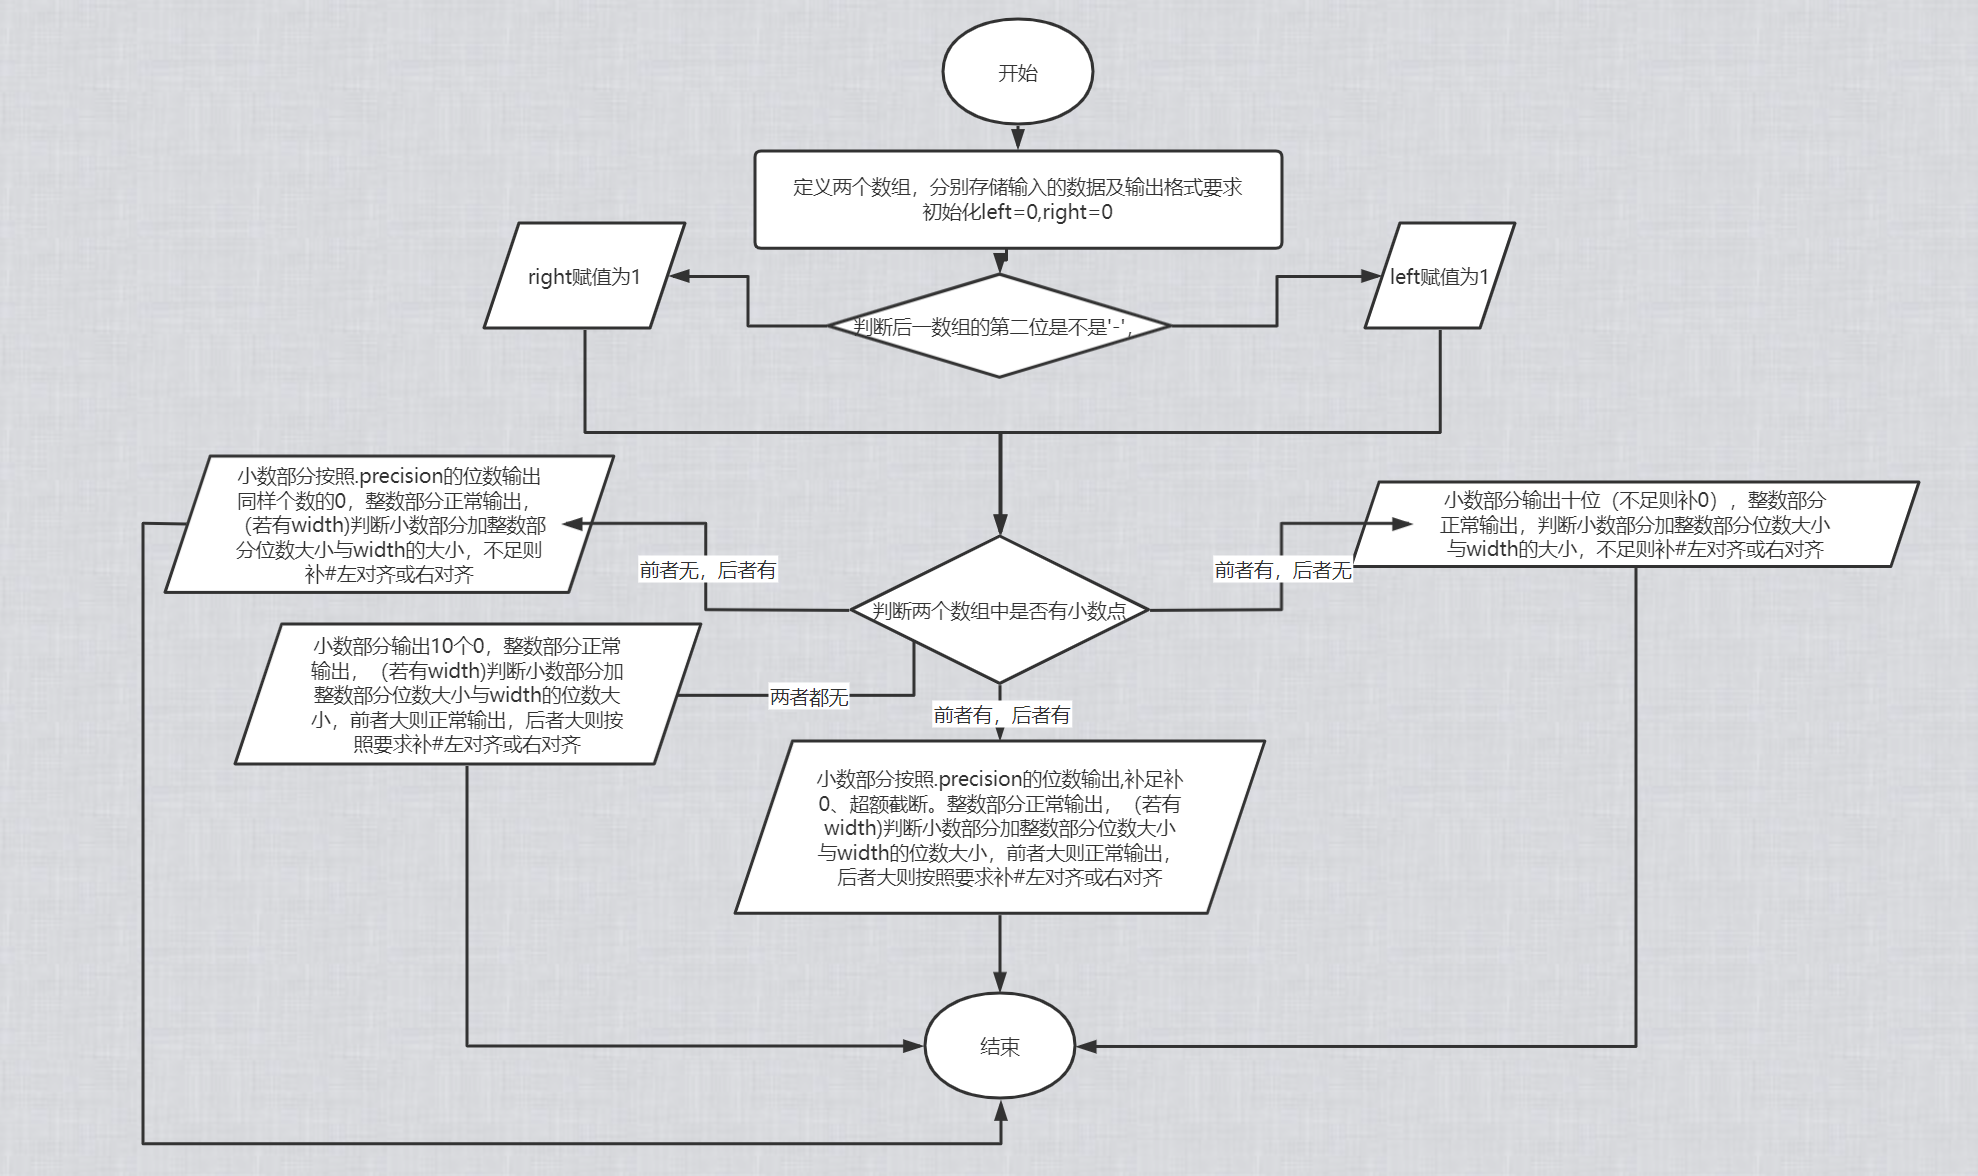 开始
定义两个数组，分别存储输入的数据及输出格式要求
初始化left=0,right=0
right赋值为1
left赋值为1
判断后一数组的第二位是不是'-'，
小数部分按照.precision的位数输出
同样个数的0，整数部分正常输出，
（若有width)判断小数部分加整数部
分位数大小与width的大小，不足则
补#左对齐或右对齐
小数部分输出十位（不足则补0），整数部分
正常输出，判断小数部分加整数部分位数大小
与width的大小，不足则补#左对齐或右对齐
前者无，后者有
前者有，后者无
判断两个数组中是否有小数点
小数部分输出10个0，整数部分正常
输出，（若有width)判断小数部分加
整数部分位数大小与width的位数大
小，前者大则正常输出，后者大则按
照要求补#左对齐或右对齐
两者都无
前者有，后者有
小数部分按照.precision的位数输出,补足补
0、超额截断。整数部分正常输出，（若有
width)判断小数部分加整数部分位数大小
与width的位数大小，前者大则正常输出，
后者大则按照要求补#左对齐或右对齐
结束